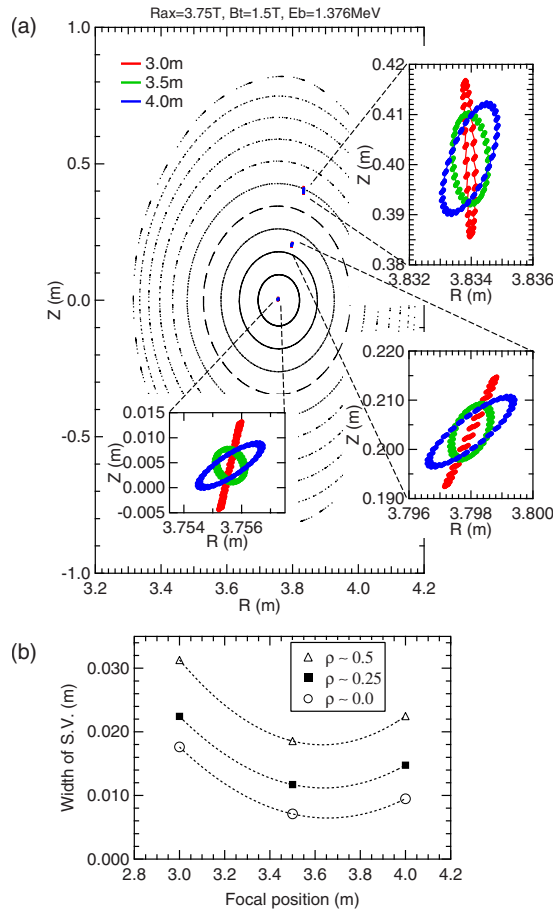 (a)
Rax=3.75T, Bt=1.5T, Eb=1.376MeV
1.0
0.5
0.0
-0.5
-1.0
Z (m)
3.2 3.4 3.6 3.8 4.0 4.2
R (m)
3.0m
3.5m
4.0m
0.42
0.41
0.40
0.39
0.38
Z (m)
3.832 3.834 3.836
R (m)
0.220
0.210
0.200
0.190
Z (m)
3.796 3.798 3.800
R (m)
0.015
0.010
0.005
0.000
-0.005
Z (m)
3.754 3.756
R (m)
(b)
0.030
0.020
0.010
0.000
Width of S.V. (m)
ρ ~ 0.5
ρ ~ 0.25
ρ ~ 0.0
2.8 3.0 3.2 3.4 3.6 3.8 4.0 4.2
Focal position (m)